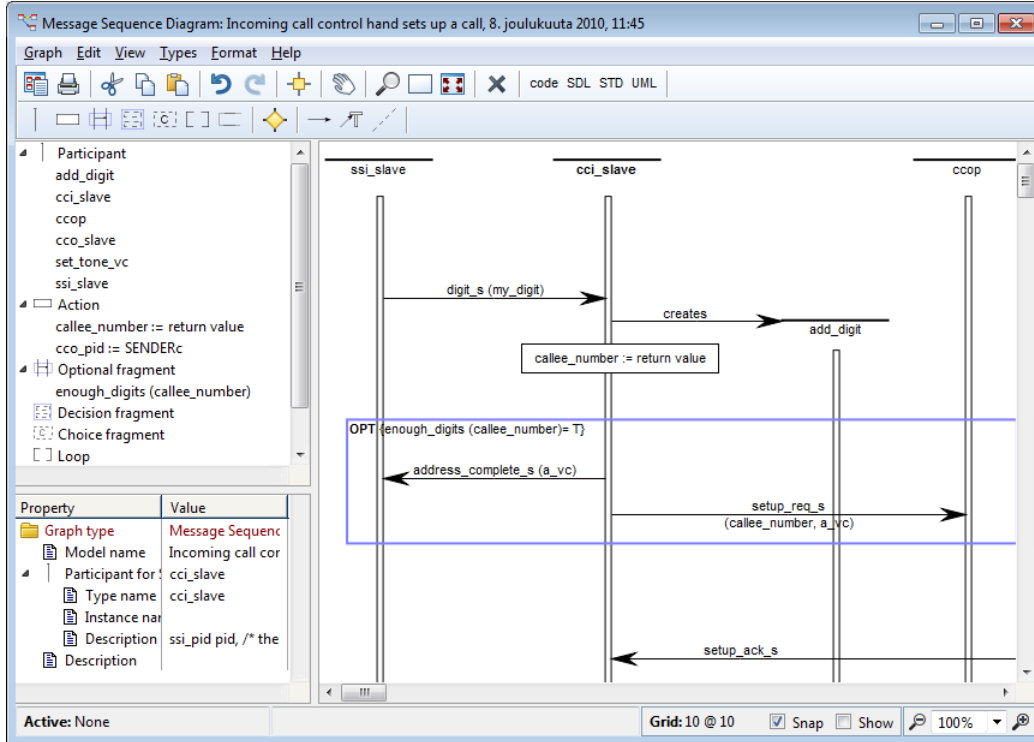 Message Sequence Diagram: Incoming call control hand sets up a call, 8. joulukuuta 2010, 11:45
Graph Edit View Types Format Help
code SDL STD UML
Participant
add_digit
cci_slave
ccop
cco_slave
set_tone_vc
ssi_slave
Action
callee_number := return value
cco_pid := SENDERc
Optional fragment
enough_digits (callee_number)
Decision fragment
Choice fragment
Loop
Property Value
Graph type Message Sequenc
Model name Incoming call cor
Participant for S cci_slave
Type name cci_slave
Instance nar
Description ssi_pid pid, /* the
Description
ssi_slave cci_slave ccop
digit_s (my_digit)
creates
add_digit
callee_number := return value
OPT {enough_digits (callee_number)= T}
address_complete_s (a_vc)
setup_req_s
(callee_number, a_vc)
setup_ack_s
Active: None Grid: 10 @ 10 Snap Show 100%